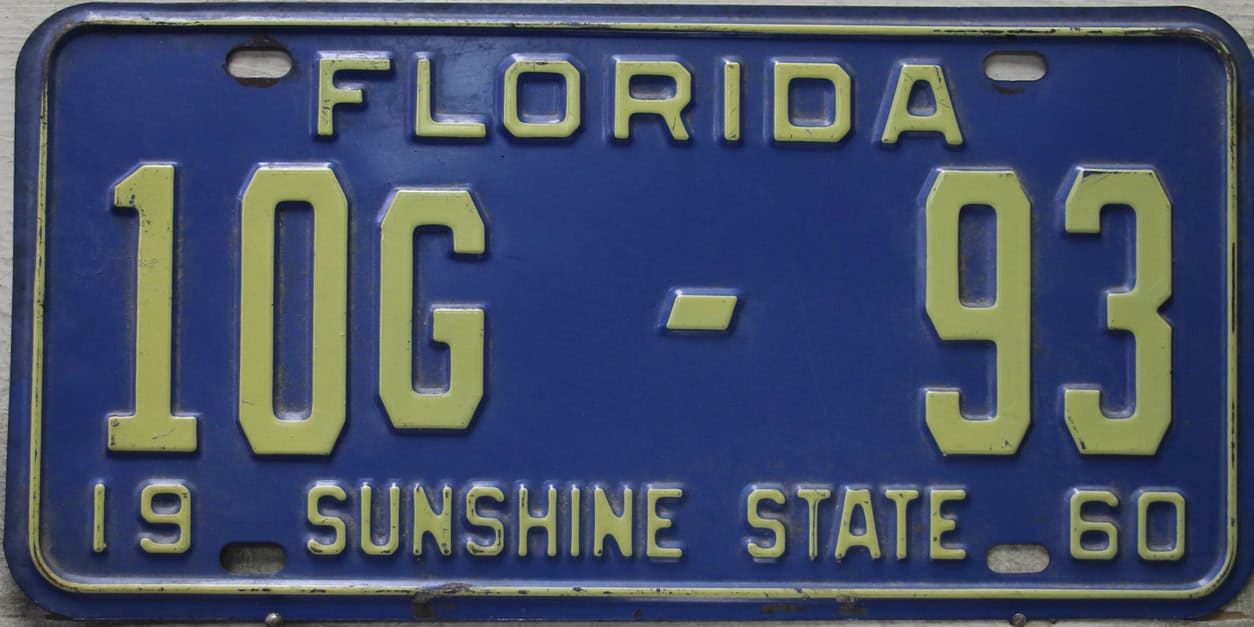 FLORIDA
10G - 93
19 SUNSHINE STATE 60